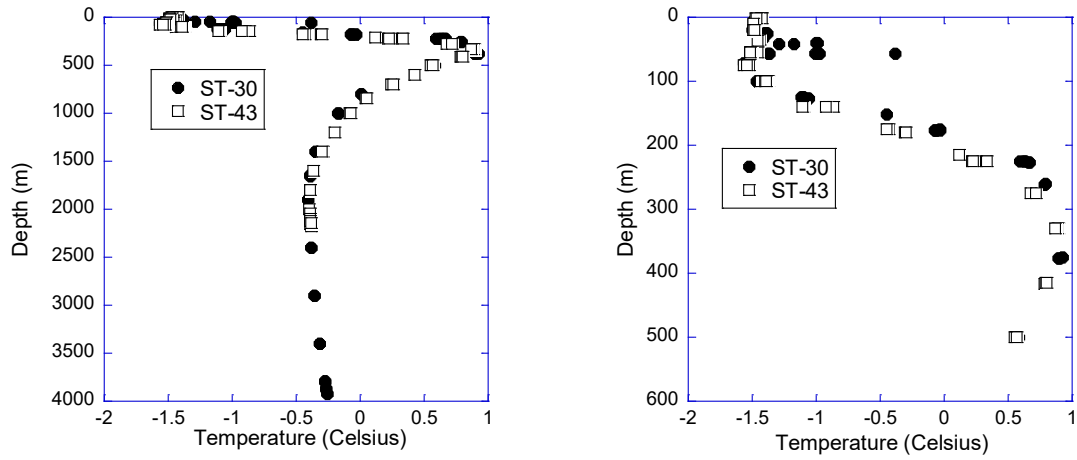 0
500
1000
1500
2000
2500
3000
3500
4000
Depth (m)
-2 -1.5 -1 -0.5 0 0.5 1
Temperature (Celsius)
ST-30
ST-43
0
100
200
300
400
500
600
Depth (m)
-2 -1.5 -1 -0.5 0 0.5 1
Temperature (Celsius)
ST-30
ST-43